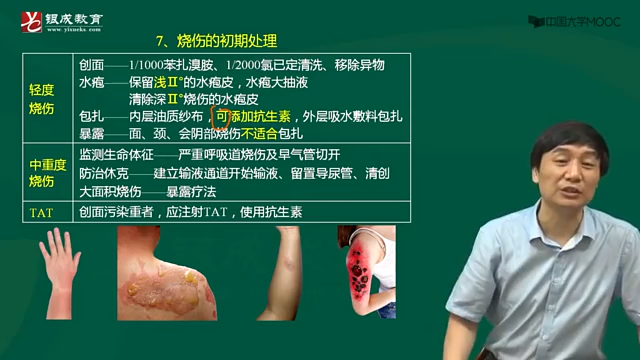 银成教育
www.yixueks.com
中国大学MOOC
7、烧伤的初期处理
轻度
烧伤
创面——1/1000苯扎溴胺、1/2000氯已定清洗、移除异物
水疱——保留浅Ⅱ°的水疱皮，水疱大抽液
清除深Ⅱ°烧伤的水疱皮
包扎——内层油质纱布，可添加抗生素，外层吸水敷料包扎
暴露——面、颈、会阴部烧伤不适合包扎
中重度
烧伤
监测生命体征——严重呼吸道烧伤及早气管切开
防治休克——建立输液通道开始输液、留置导尿管、清创
大面积烧伤——暴露疗法
TAT
创面污染重者，应注射TAT，使用抗生素